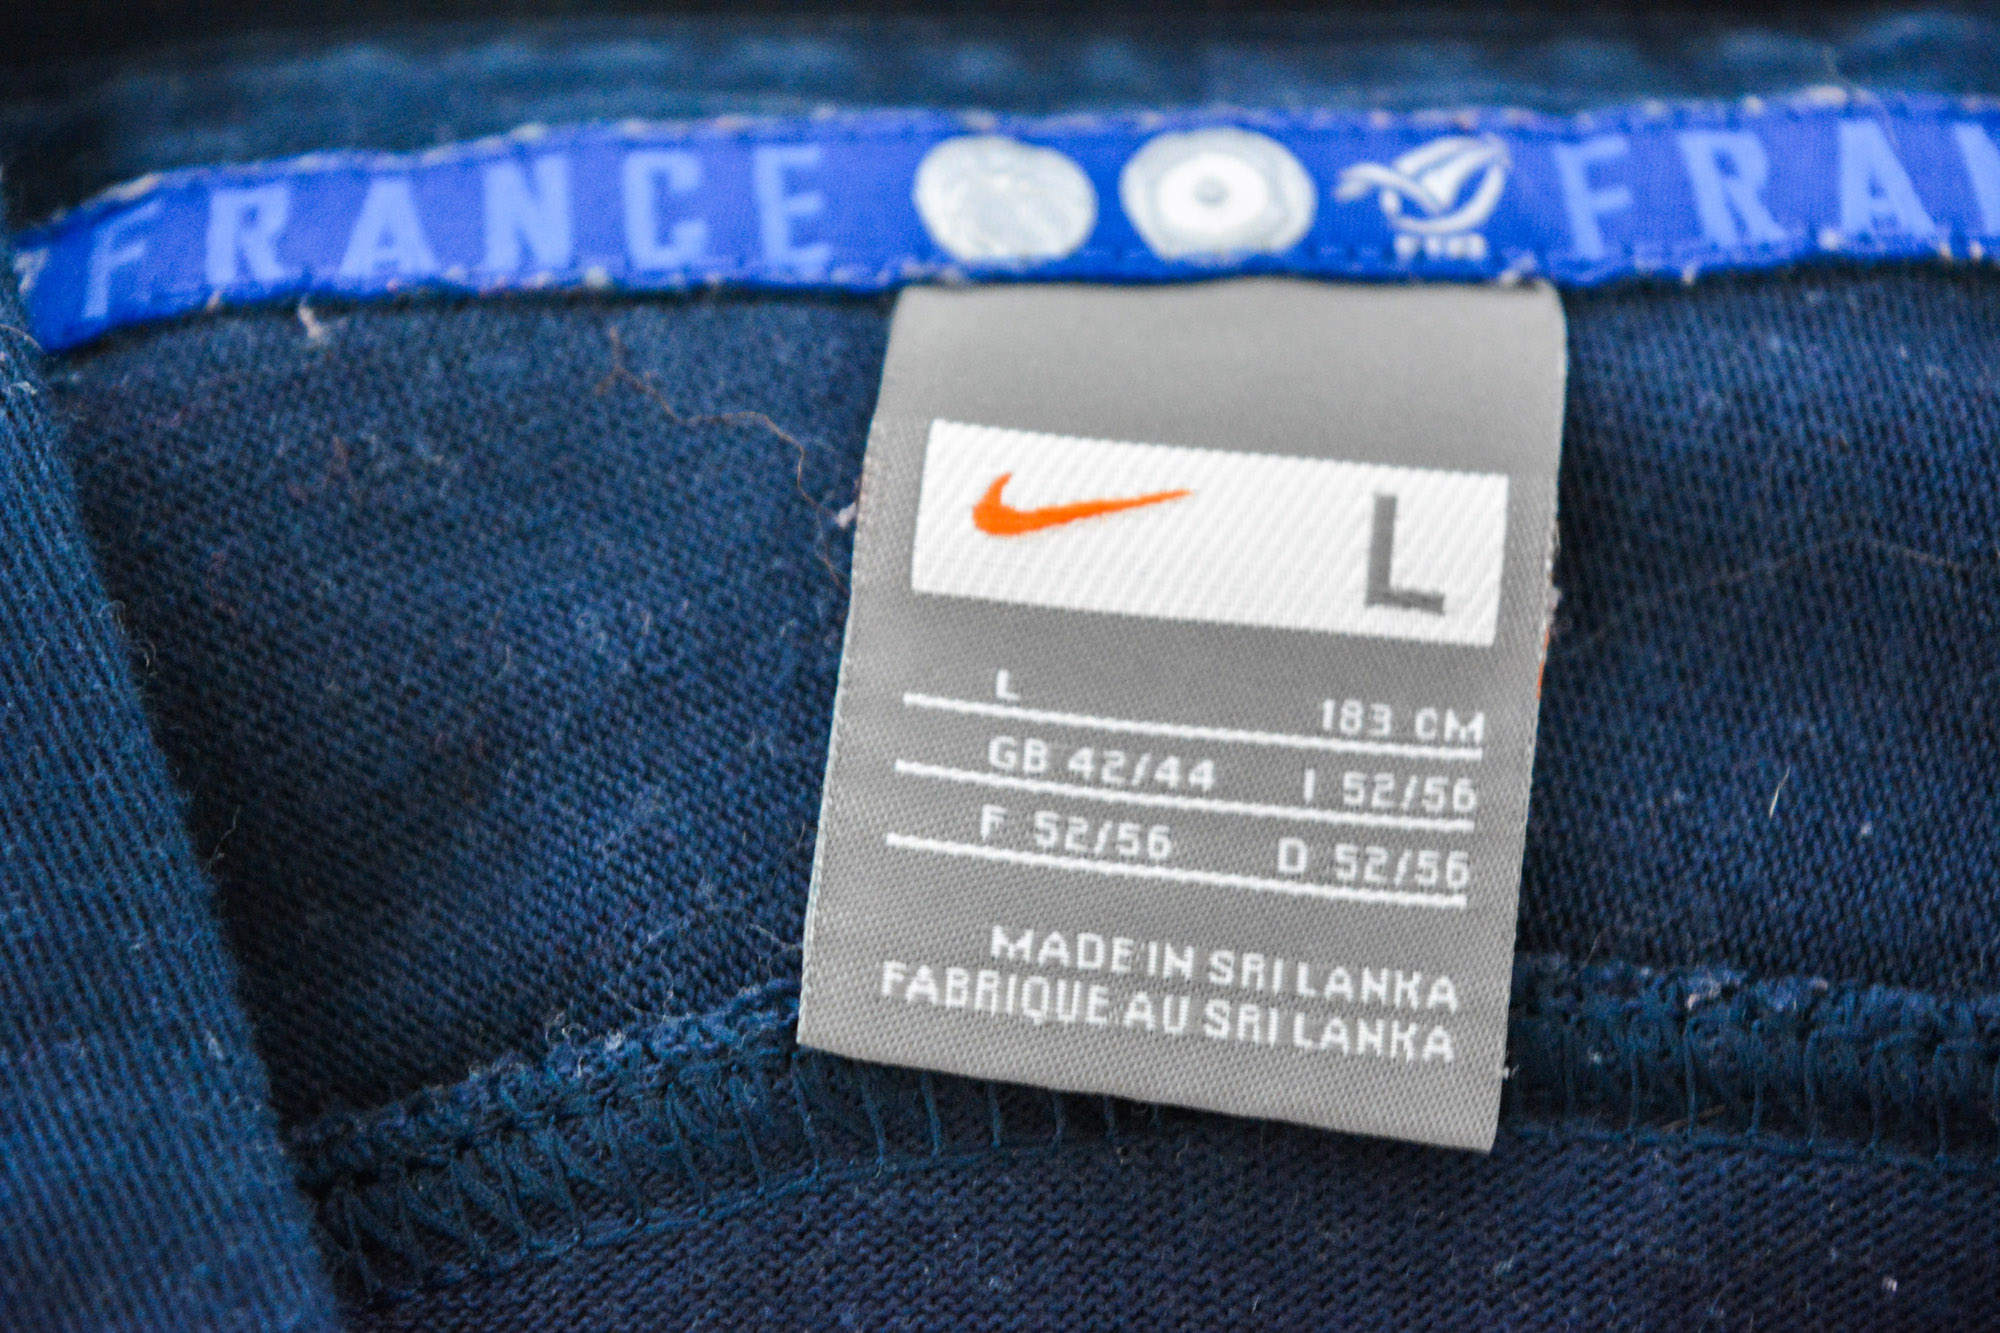 FRANCE FRAN
L
L 183 CM
GB 42/44 I 52/56
F 52/56 D 52/56
MADE IN SRI LANKA
FABRIQUE AU SRI LANKA